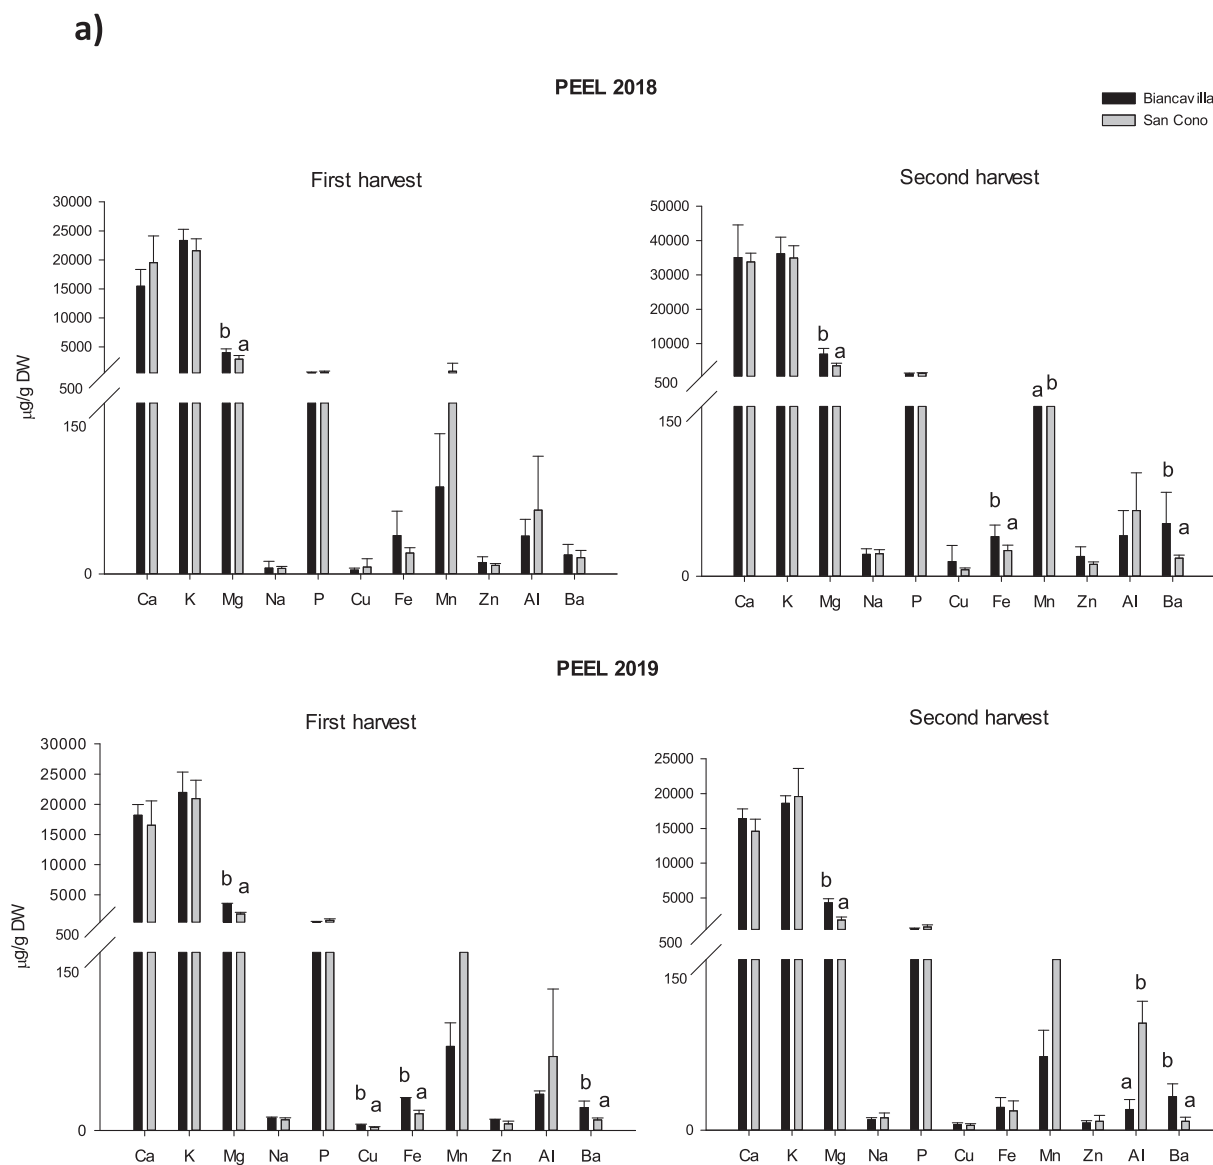 a)
PEEL 2018
Biancavilla
San Cono
First harvest
30000
25000
20000
15000
10000
5000
500
150
0
µg/g DW
b a
Ca K Mg Na P Cu Fe Mn Zn Al Ba
Second harvest
50000
40000
30000
20000
10000
500
150
0
b a
b a
a b
b a
Ca K Mg Na P Cu Fe Mn Zn Al Ba
PEEL 2019
First harvest
30000
25000
20000
15000
10000
5000
500
150
0
µg/g DW
b a
b a
b a
b a
Ca K Mg Na P Cu Fe Mn Zn Al Ba
Second harvest
25000
20000
15000
10000
5000
500
150
0
b a
a b
b a
Ca K Mg Na P Cu Fe Mn Zn Al Ba